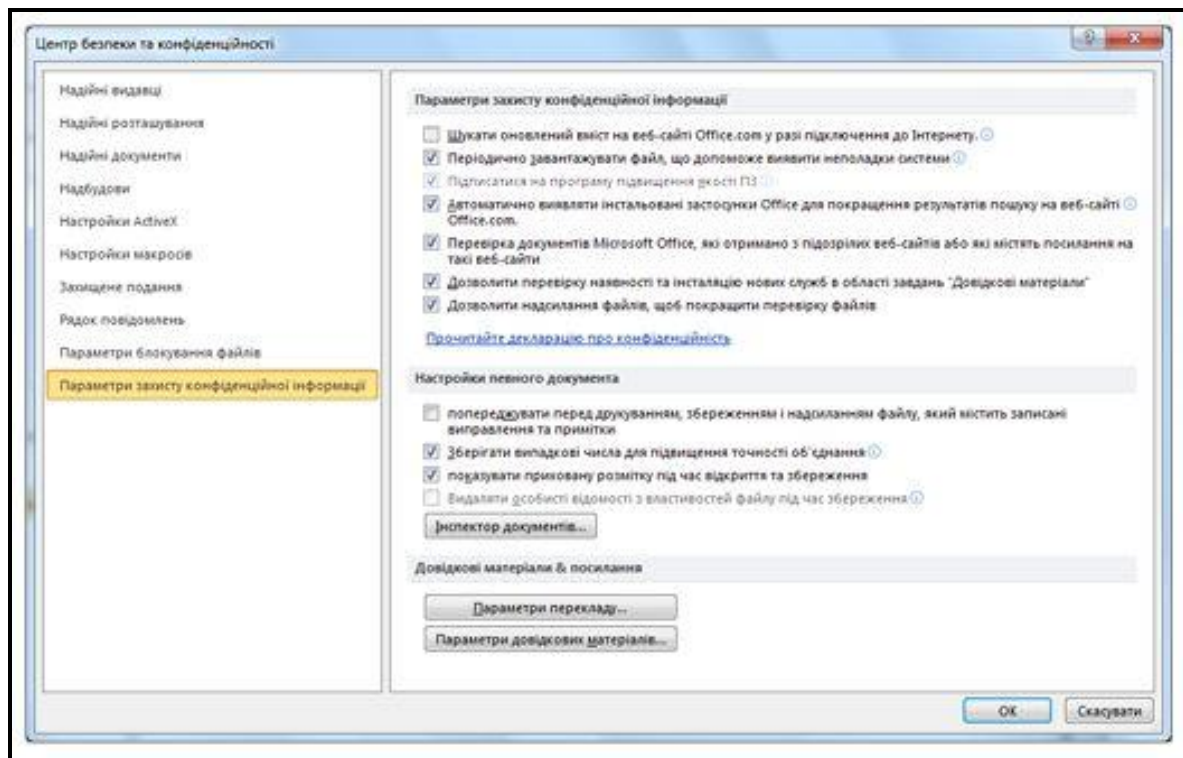 Центр безпеки та конфіденційності
Надійні видавці
Надійні розташування
Надійні документи
Надбудови
Настройки ActiveX
Настройки макросів
Захищене подання
Рядок повідомлень
Параметри блокування файлів
Параметри захисту конфіденційної інформації
Параметри захисту конфіденційної інформації
Шукати оновлений вміст на веб-сайті Office.com у разі підключення до Інтернету.
Періодично завантажувати файл, що допоможе виявити неполадки системи
Підписатися на програму підвищення якості ПЗ
Автоматично виявляти інстальовані застосунки Office для покращення результатів пошуку на веб-сайті
Office.com.
Перевірка документів Microsoft Office, які отримано з підозрілих веб-сайтів або які містять посилання на
такі веб-сайти
Дозволити перевірку наявності та інсталяцію нових служб в області завдань "Довідкові матеріали"
Дозволити надсилання файлів, щоб покращити перевірку файлів
Прочитайте декларацію про конфіденційність
Настройки певного документа
попереджувати перед друкуванням, збереженням і надсиланням файлу, який містить записані
виправлення та примітки
Зберігати випадкові числа для підвищення точності об'єднання
показувати приховану розмітку під час відкриття та збереження
Видаляти особисті відомості з властивостей файлу під час збереження
Інспектор документів...
Довідкові матеріали & посилання
Параметри перекладу...
Параметри довідкових матеріалів...
ОК
Скасувати